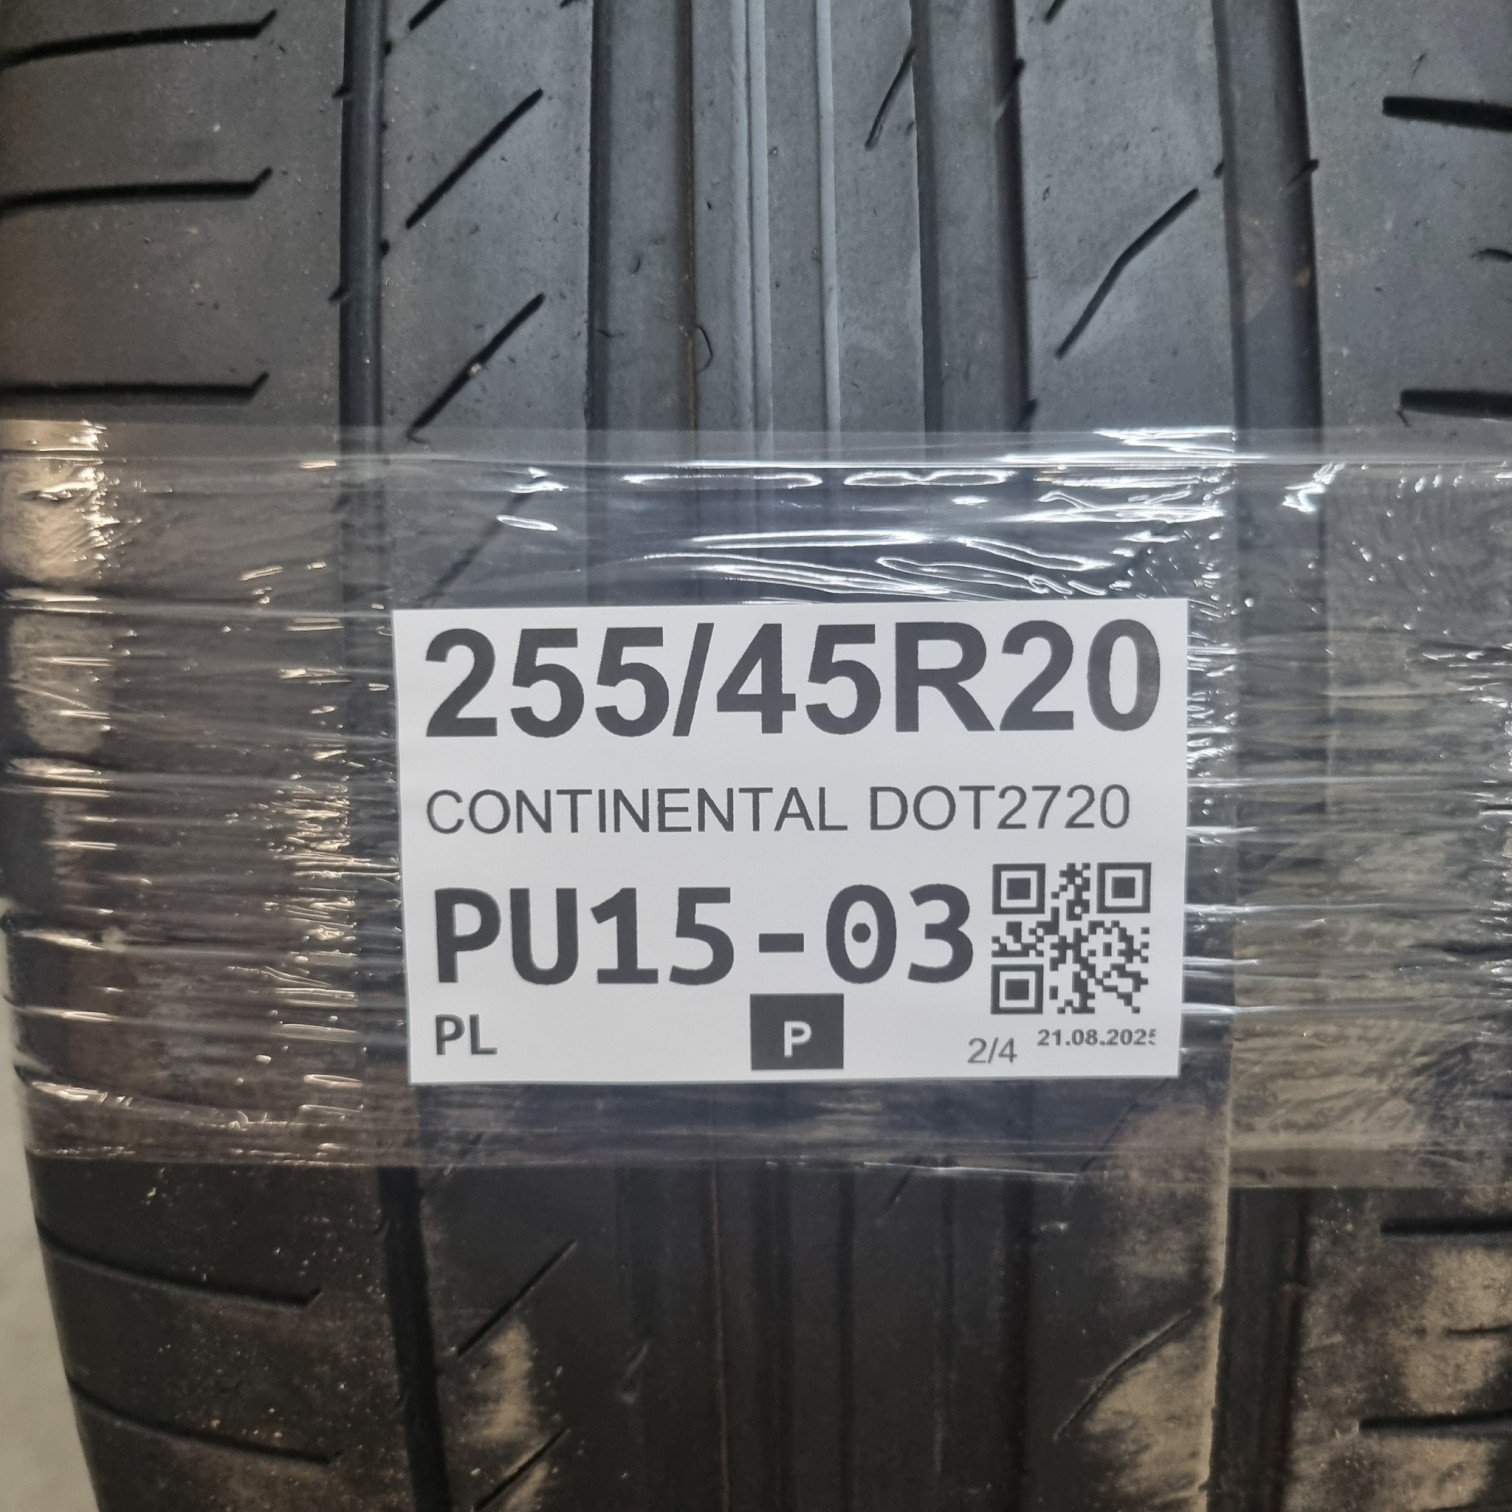 255/45R20
CONTINENTAL DOT2720
PU15-03
PL P 2/4 21.08.2025